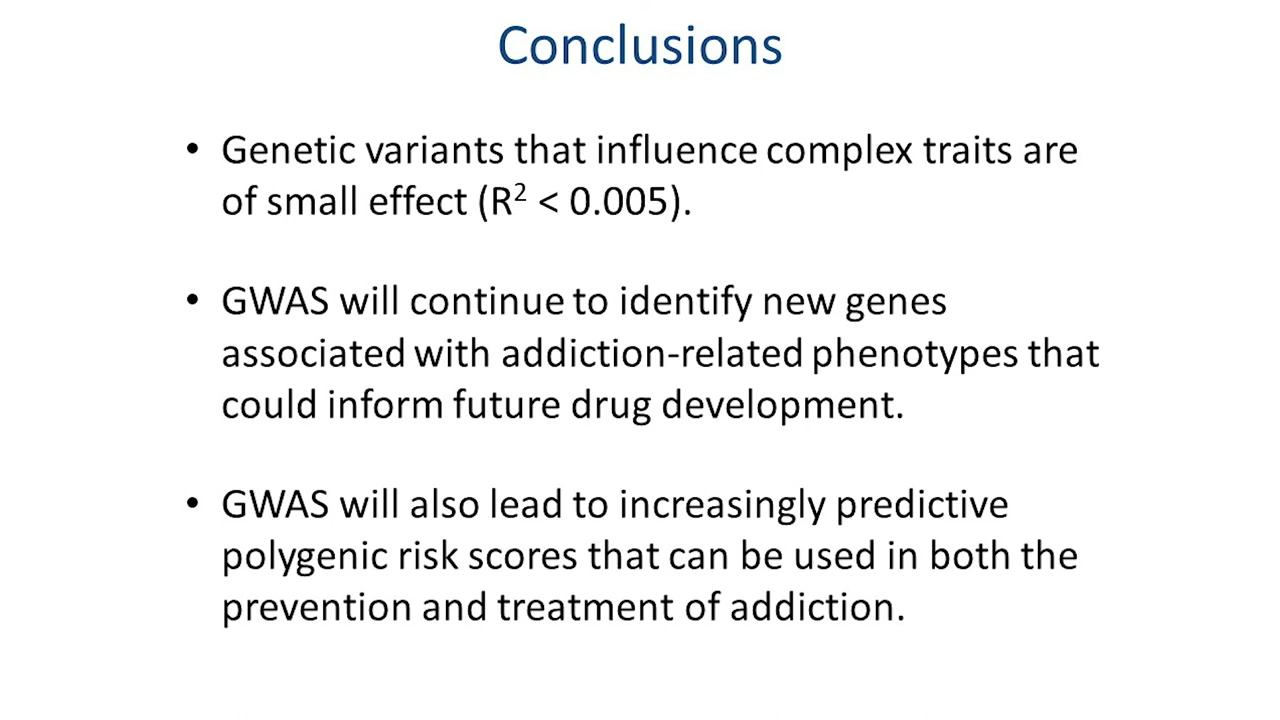 Conclusions
• Genetic variants that influence complex traits are
of small effect (R² < 0.005).
• GWAS will continue to identify new genes
associated with addiction-related phenotypes that
could inform future drug development.
• GWAS will also lead to increasingly predictive
polygenic risk scores that can be used in both the
prevention and treatment of addiction.